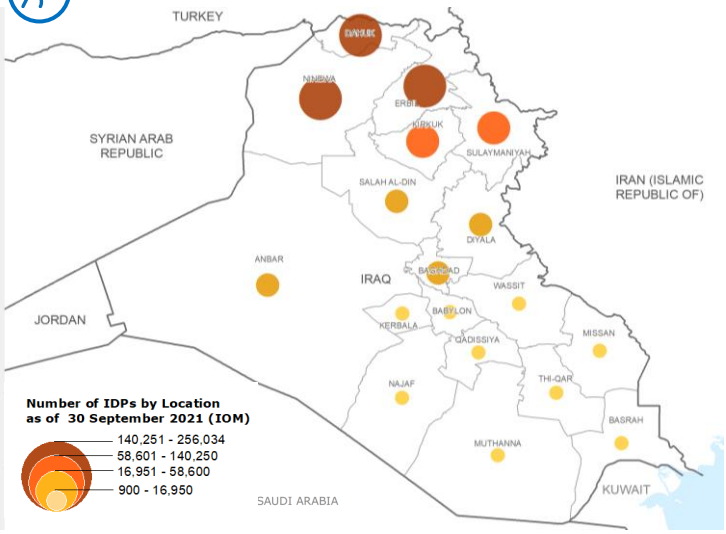 TURKEY
DAHUK
NINEWA
ERBIL
KIRKUK
SULAYMANIYAH
SYRIAN ARAB
REPUBLIC
SALAH AL-DIN
IRAN (ISLAMIC
REPUBLIC OF)
DIYALA
ANBAR
IRAQ
BAGHDAD
WASSIT
JORDAN
KERBALA
BABYLON
QADISSIYA
MISSAN
NAJAF
THI-QAR
BASRAH
MUTHANNA
KUWAIT
SAUDI ARABIA
Number of IDPs by Location
as of 30 September 2021 (IOM)
140,251 - 256,034
58,601 - 140,250
16,951 - 58,600
900 - 16,950